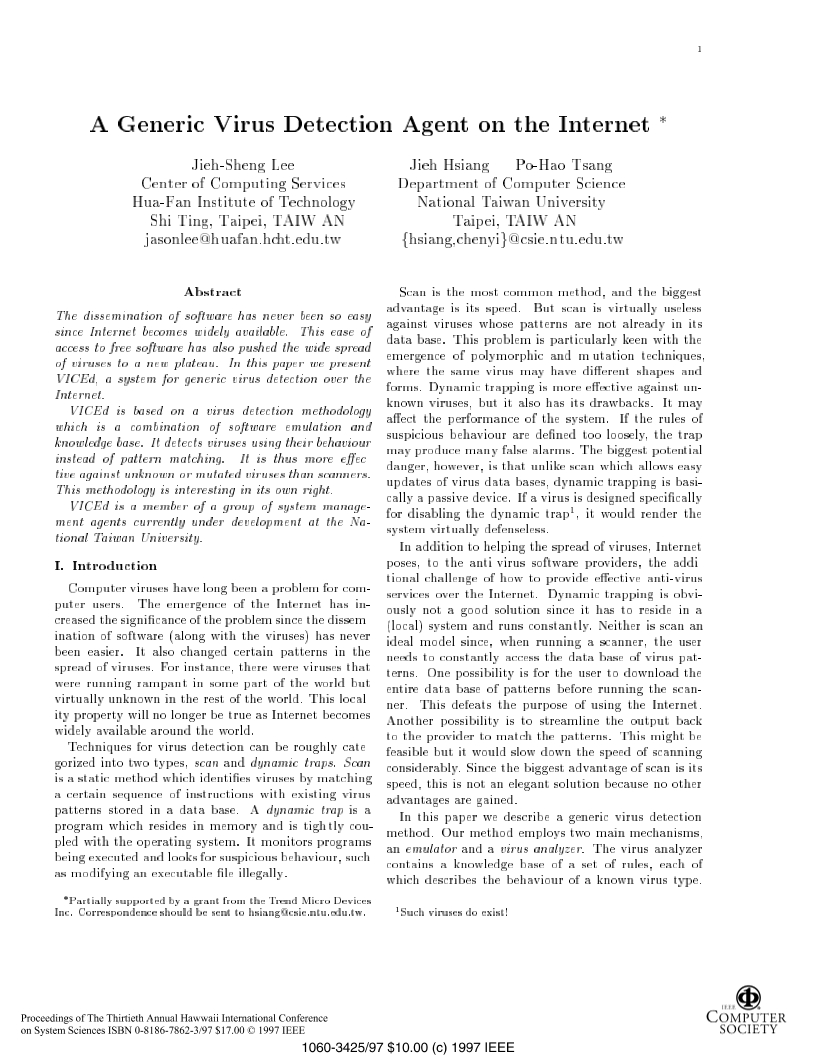 1
A Generic Virus Detection Agent on the Internet *
Jieh-Sheng Lee
Center of Computing Services
Hua-Fan Institute of Technology
Shi Ting, Taipei, TAIW AN
jasonlee@huafan.hcht.edu.tw
Jieh Hsiang Po-Hao Tsang
Department of Computer Science
National Taiwan University
Taipei, TAIW AN
{hsiang,chenyi}@csie.ntu.edu.tw
Abstract
The dissemination of software has never been so easy
since Internet becomes widely available. This ease of
access to free software has also pushed the wide spread
of viruses to a new plateau. In this paper we present
VICEd, a system for generic virus detection over the
Internet.
VICEd is based on a virus detection methodology
which is a combination of software emulation and
knowledge base. It detects viruses using their behaviour
instead of pattern matching. It is thus more effec-
tive against unknown or mutated viruses than scanners.
This methodology is interesting in its own right.
VICEd is a member of a group of system manage-
ment agents currently under development at the Na-
tional Taiwan University.
I. Introduction
Computer viruses have long been a problem for com-
puter users. The emergence of the Internet has in-
creased the significance of the problem since the dissem
ination of software (along with the viruses) has never
been easier. It also changed certain patterns in the
spread of viruses. For instance, there were viruses that
were running rampant in some part of the world but
virtually unknown in the rest of the world. This local
ity property will no longer be true as Internet becomes
widely available around the world.
Techniques for virus detection can be roughly cate
gorized into two types, scan and dynamic traps. Scan
is a static method which identifies viruses by matching
a certain sequence of instructions with existing virus
patterns stored in a data base. A dynamic trap is a
program which resides in memory and is tightly cou-
pled with the operating system. It monitors programs
being executed and looks for suspicious behaviour, such
as modifying an executable file illegally.
*Partially supported by a grant from the Trend Micro Devices
Inc. Correspondence should be sent to hsiang@csie.ntu.edu.tw.
Scan is the most common method, and the biggest
advantage is its speed. But scan is virtually useless
against viruses whose patterns are not already in its
data base. This problem is particularly keen with the
emergence of polymorphic and mutation techniques,
where the same virus may have different shapes and
forms. Dynamic trapping is more effective against un-
known viruses, but it also has its drawbacks. It may
affect the performance of the system. If the rules of
suspicious behaviour are defined too loosely, the trap
may produce many false alarms. The biggest potential
danger, however, is that unlike scan which allows easy
updates of virus data bases, dynamic trapping is basi-
cally a passive device. If a virus is designed specifically
for disabling the dynamic trap1, it would render the
system virtually defenseless.
In addition to helping the spread of viruses, Internet
poses, to the anti virus software providers, the addi
tional challenge of how to provide effective anti-virus
services over the Internet. Dynamic trapping is obvi-
ously not a good solution since it has to reside in a
(local) system and runs constantly. Neither is scan an
ideal model since, when running a scanner, the user
needs to constantly access the data base of virus pat-
terns. One possibility is for the user to download the
entire data base of patterns before running the scan-
ner. This defeats the purpose of using the Internet.
Another possibility is to streamline the output back
to the provider to match the patterns. This might be
feasible but it would slow down the speed of scanning
considerably. Since the biggest advantage of scan is its
speed, this is not an elegant solution because no other
advantages are gained.
In this paper we describe a generic virus detection
method. Our method employs two main mechanisms,
an emulator and a virus analyzer. The virus analyzer
contains a knowledge base of a set of rules, each of
which describes the behaviour of a known virus type.
1Such viruses do exist!
Proceedings of The Thirtieth Annual Hawwaii International Conference
on System Sciences ISBN 0-8186-7862-3/97 $17.00 © 1997 IEEE
IEEE
COMPUTER
SOCIETY
1060-3425/97 $10.00 (c) 1997 IEEE